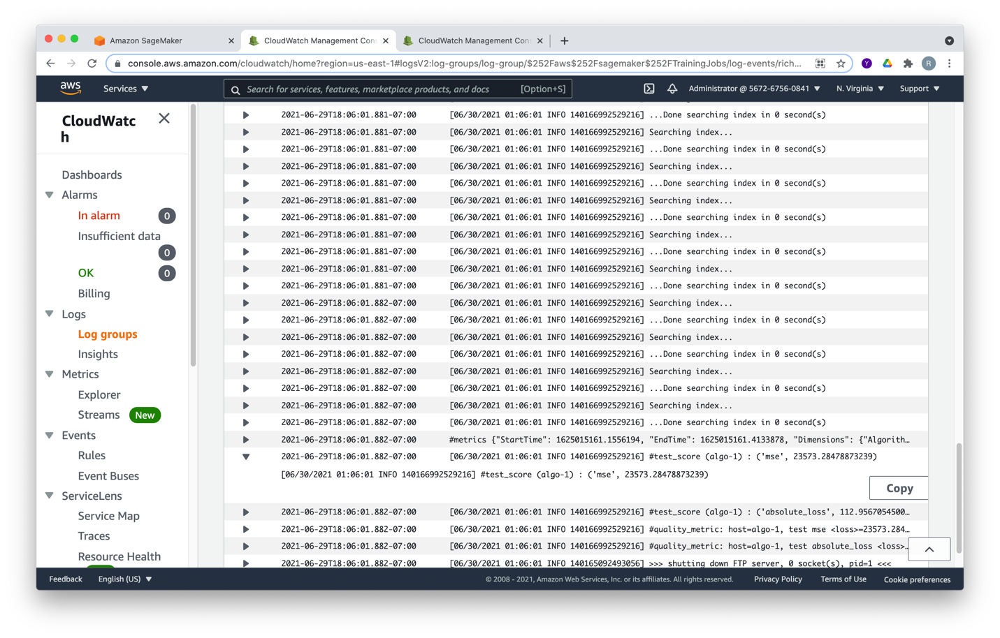 Amazon SageMaker
CloudWatch Management Con
CloudWatch Management Con
console.aws.amazon.com/cloudwatch/home?region=us-east-1#logsV2:log-groups/log-group/$252Faws$252Fsagemaker$252FTrainingJobs/log-events/rich...
Y
R
aws
Services
Search for services, features, marketplace products, and docs
[Option+S]
Administrator @ 5672-6756-0841
N. Virginia
Support
CloudWatc
h
Dashboards
Alarms
In alarm 0
Insufficient data
0
OK 0
Billing
Logs
Log groups
Insights
Metrics
Explorer
Streams New
Events
Rules
Event Buses
ServiceLens
Service Map
Traces
Resource Health
2021-06-29T18:06:01.881-07:00 [06/30/2021 01:06:01 INFO 140166992529216] ...Done searching index in 0 second(s)
2021-06-29T18:06:01.881-07:00 [06/30/2021 01:06:01 INFO 140166992529216] Searching index...
2021-06-29T18:06:01.881-07:00 [06/30/2021 01:06:01 INFO 140166992529216] ...Done searching index in 0 second(s)
2021-06-29T18:06:01.881-07:00 [06/30/2021 01:06:01 INFO 140166992529216] Searching index...
2021-06-29T18:06:01.881-07:00 [06/30/2021 01:06:01 INFO 140166992529216] ...Done searching index in 0 second(s)
2021-06-29T18:06:01.881-07:00 [06/30/2021 01:06:01 INFO 140166992529216] Searching index...
2021-06-29T18:06:01.881-07:00 [06/30/2021 01:06:01 INFO 140166992529216] ...Done searching index in 0 second(s)
2021-06-29T18:06:01.881-07:00 [06/30/2021 01:06:01 INFO 140166992529216] Searching index...
2021-06-29T18:06:01.881-07:00 [06/30/2021 01:06:01 INFO 140166992529216] ...Done searching index in 0 second(s)
2021-06-29T18:06:01.881-07:00 [06/30/2021 01:06:01 INFO 140166992529216] Searching index...
2021-06-29T18:06:01.881-07:00 [06/30/2021 01:06:01 INFO 140166992529216] ...Done searching index in 0 second(s)
2021-06-29T18:06:01.882-07:00 [06/30/2021 01:06:01 INFO 140166992529216] Searching index...
2021-06-29T18:06:01.882-07:00 [06/30/2021 01:06:01 INFO 140166992529216] ...Done searching index in 0 second(s)
2021-06-29T18:06:01.882-07:00 [06/30/2021 01:06:01 INFO 140166992529216] Searching index...
2021-06-29T18:06:01.882-07:00 [06/30/2021 01:06:01 INFO 140166992529216] ...Done searching index in 0 second(s)
2021-06-29T18:06:01.882-07:00 [06/30/2021 01:06:01 INFO 140166992529216] Searching index...
2021-06-29T18:06:01.882-07:00 [06/30/2021 01:06:01 INFO 140166992529216] ...Done searching index in 0 second(s)
2021-06-29T18:06:01.882-07:00 [06/30/2021 01:06:01 INFO 140166992529216] Searching index...
2021-06-29T18:06:01.882-07:00 [06/30/2021 01:06:01 INFO 140166992529216] ...Done searching index in 0 second(s)
2021-06-29T18:06:01.882-07:00 #metrics {"StartTime": 1625015161.1556194, "EndTime": 1625015161.4133878, "Dimensions": {"Algorith...
2021-06-29T18:06:01.882-07:00 [06/30/2021 01:06:01 INFO 140166992529216] #test_score (algo-1) : ('mse', 23573.28478873239)
[06/30/2021 01:06:01 INFO 140166992529216] #test_score (algo-1) : ('mse', 23573.28478873239)
Copy
2021-06-29T18:06:01.882-07:00 [06/30/2021 01:06:01 INFO 140166992529216] #test_score (algo-1) : ('absolute_loss', 112.9567054500...
2021-06-29T18:06:01.882-07:00 [06/30/2021 01:06:01 INFO 140166992529216] #quality_metric: host=algo-1, test mse <loss>=23573.284...
2021-06-29T18:06:01.882-07:00 [06/30/2021 01:06:01 INFO 140166992529216] #quality_metric: host=algo-1, test absolute_loss <loss>...
2021-06-29T18:06:01.882-07:00 [06/30/2021 01:06:01 INFO 140165092493056] >>> shutting down FTP server, 0 socket(s), pid=1 <<<
Feedback
English (US)
© 2008 - 2021, Amazon Web Services, Inc. or its affiliates. All rights reserved.
Privacy Policy
Terms of Use
Cookie preferences